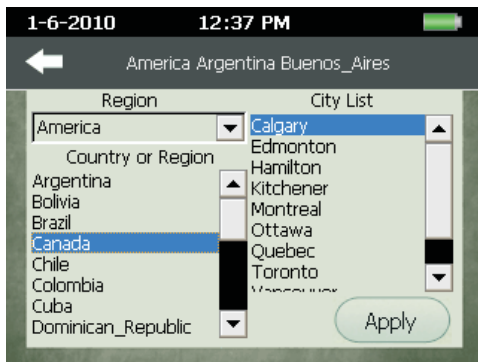 1-6-2010 12:37 PM
America Argentina Buenos_Aires
Region
America
Country or Region
Argentina
Bolivia
Brazil
Canada
Chile
Colombia
Cuba
Dominican_Republic
City List
Calgary
Edmonton
Hamilton
Kitchener
Montreal
Ottawa
Quebec
Toronto
Vancouver
Apply